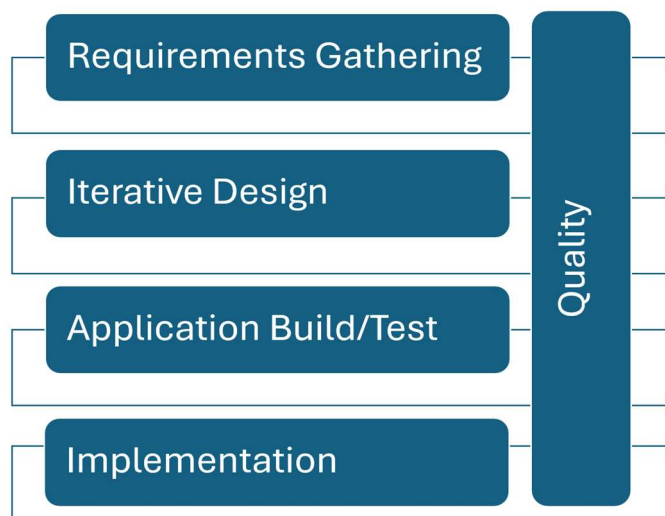 Requirements Gathering
Iterative Design
Application Build/Test
Implementation
Quality